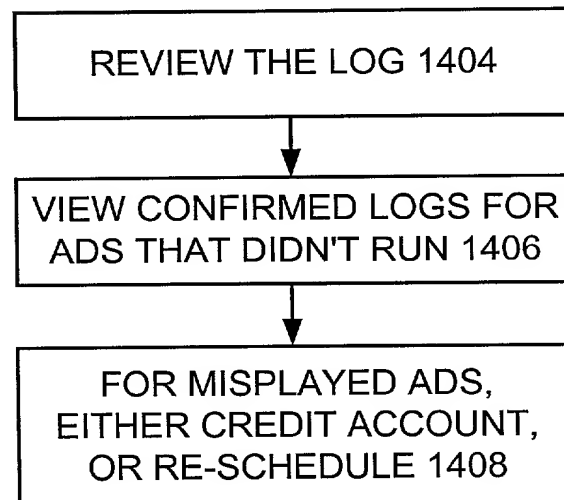 REVIEW THE LOG 1404
VIEW CONFIRMED LOGS FOR
ADS THAT DIDN'T RUN 1406
FOR MISPLAYED ADS,
EITHER CREDIT ACCOUNT,
OR RE-SCHEDULE 1408